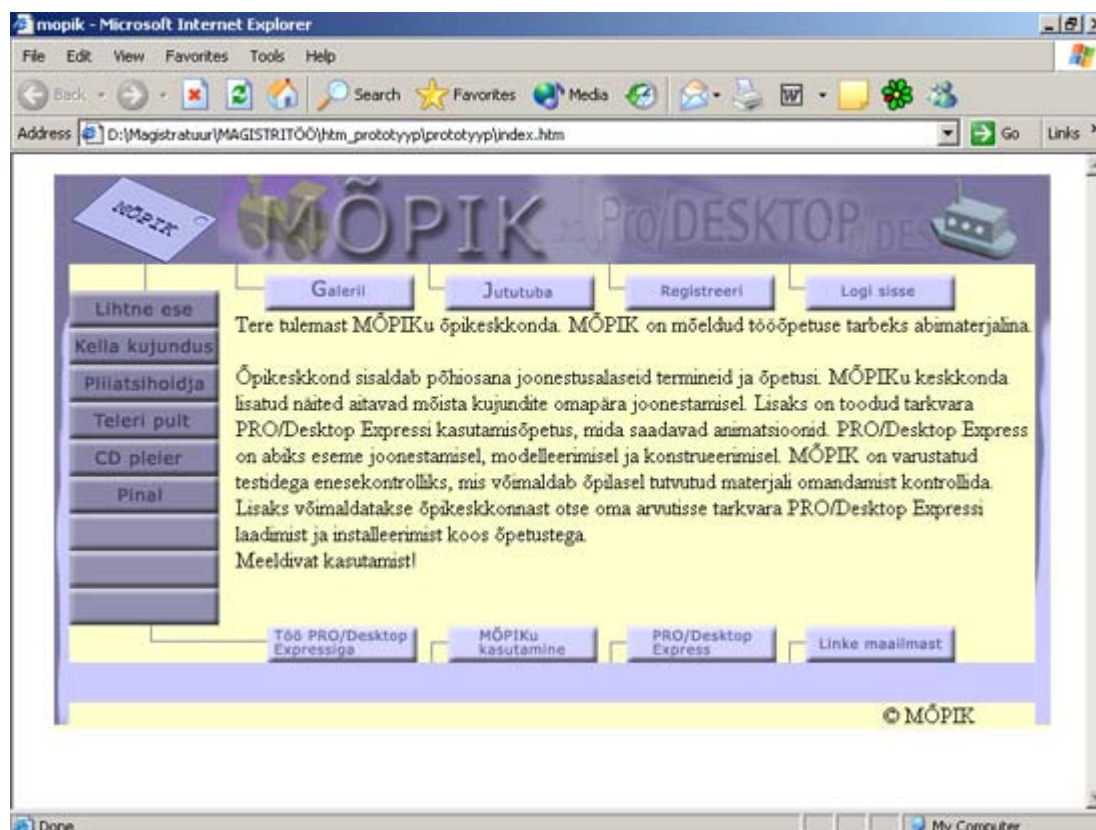 mopik - Microsoft Internet Explorer
File Edit View Favorites Tools Help
Back Search Favorites Media
Address D:\Magistratuur\MAGISTRITÖÖ\htm_prototyyp\prototyyp\index.htm Go Links
MÕPIK MÕPIK Pro/DESKTOP DES
Galerii Jututuba Registreeri Logi sisse
Lihtne ese
Kella kujundus
Pliiatsihoidja
Teleri pult
CD pleier
Pinal
Tere tulemast MÕPIKu õpikeskkonda. MÕPIK on mõeldud tööõpetuse tarbeks abimaterjalina.
Õpikeskkond sisaldab põhiosana joonestusalaseid termineid ja õpetusi. MÕPIKu keskkonda
lisatud näited aitavad mõista kujundite omapära joonestamisel. Lisaks on toodud tarkvara
PRO/Desktop Expressi kasutamisõpetus, mida saadavad animatsioonid. PRO/Desktop Express
on abiks eseme joonestamisel, modelleerimisel ja konstrueerimisel. MÕPIK on varustatud
testidega enesekontrolliks, mis võimaldab õpilasel tutvutud materjali omandamist kontrollida.
Lisaks võimaldatakse õpikeskkonnast otse oma arvutisse tarkvara PRO/Desktop Expressi
laadimist ja installeerimist koos õpetustega.
Meeldivat kasutamist!
Töö PRO/Desktop
Expressiga
MÕPIKu
kasutamine
PRO/Desktop
Express
Linke maailmast
© MÕPIK
Done My Computer